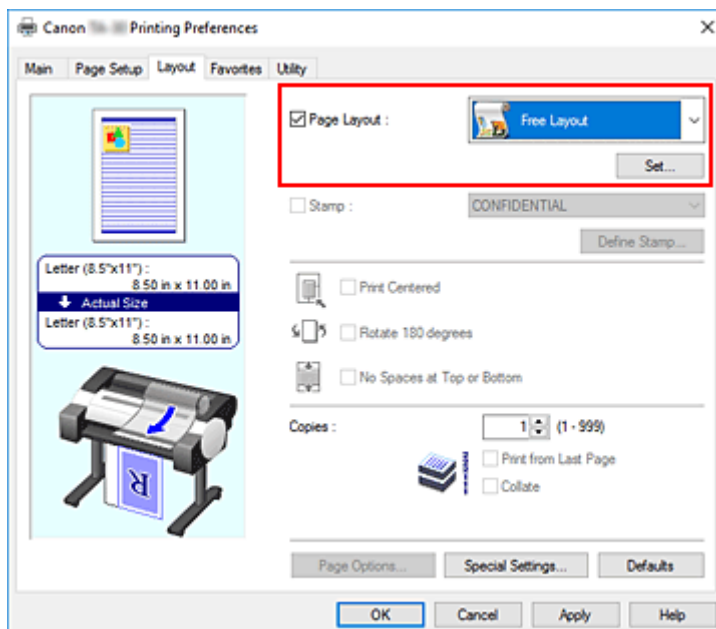 Canon Printing Preferences
Main Page Setup Layout Favorites Utility
Page Layout : Free Layout
Set...
Stamp : CONFIDENTIAL
Define Stamp...
Letter (8.5"x11") :
8.50 in x 11.00 in
Actual Size
Letter (8.5"x11") :
8.50 in x 11.00 in
Print Centered
Rotate 180 degrees
No Spaces at Top or Bottom
Copies : 1 (1 - 999)
Print from Last Page
Collate
R
Page Options... Special Settings... Defaults
OK Cancel Apply Help